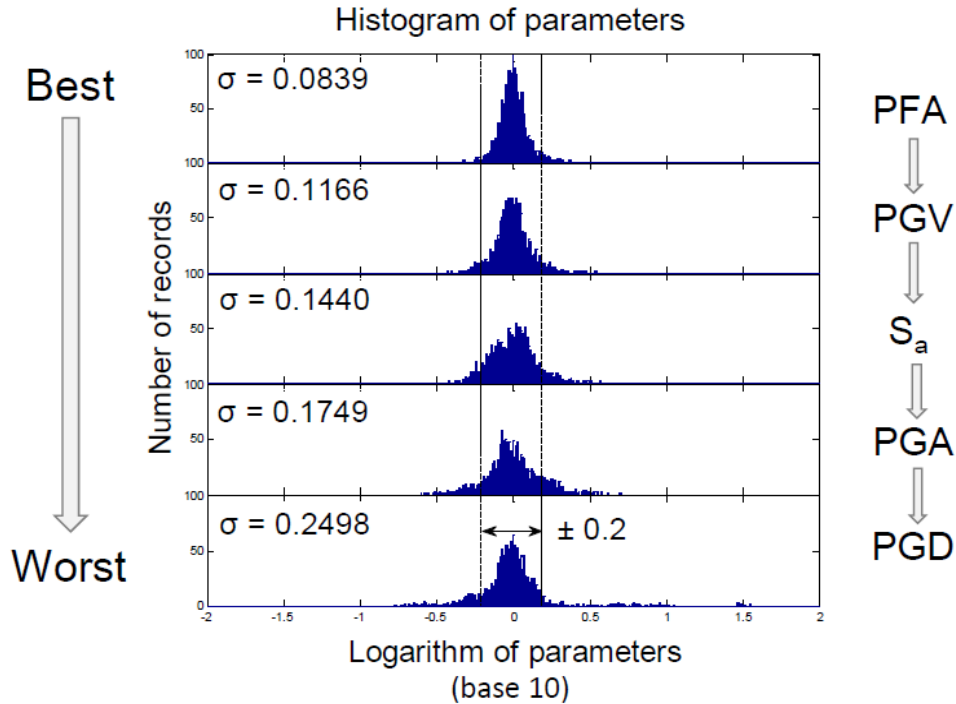 Histogram of parameters
Best
Worst
Number of records
100
50
σ = 0.0839
PFA
100
50
σ = 0.1166
PGV
100
50
σ = 0.1440
Sa
100
50
σ = 0.1749
PGA
100
50
0
σ = 0.2498
± 0.2
PGD
-2 -1.5 -1 -0.5 0 0.5 1 1.5 2
Logarithm of parameters
(base 10)